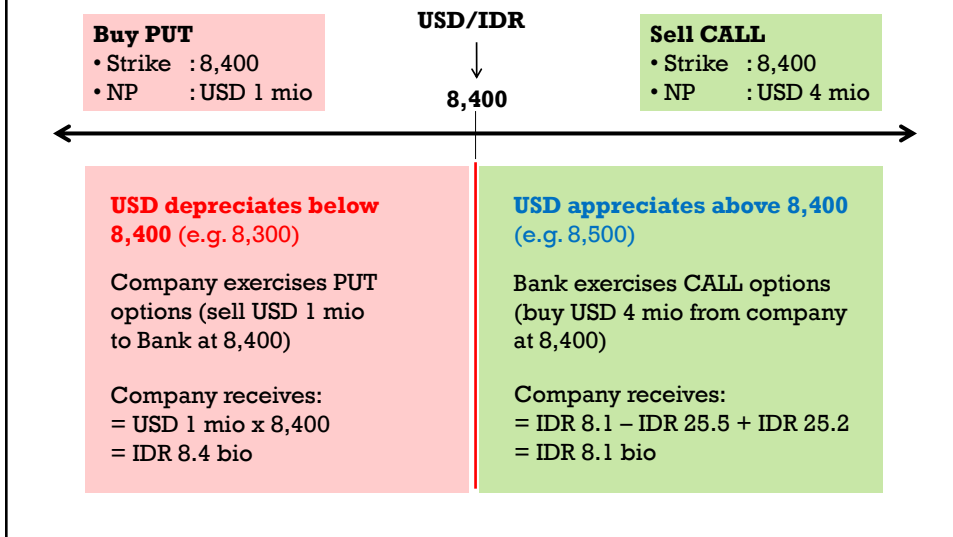 USD/IDR
8,400
Buy PUT
• Strike : 8,400
• NP : USD 1 mio
Sell CALL
• Strike : 8,400
• NP : USD 4 mio
USD depreciates below
8,400 (e.g. 8,300)
Company exercises PUT
options (sell USD 1 mio
to Bank at 8,400)
Company receives:
= USD 1 mio x 8,400
= IDR 8.4 bio
USD appreciates above 8,400
(e.g. 8,500)
Bank exercises CALL options
(buy USD 4 mio from company
at 8,400)
Company receives:
= IDR 8.1 – IDR 25.5 + IDR 25.2
= IDR 8.1 bio